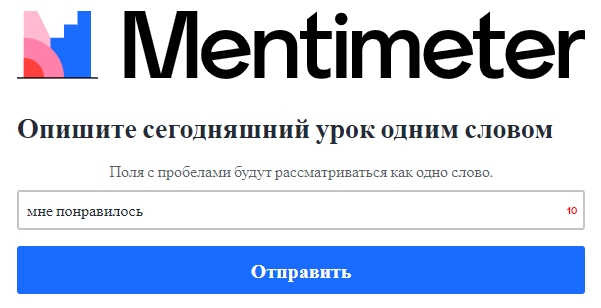 Mentimeter
Опишите сегодняшний урок одним словом
Поля с пробелами будут рассматриваться как одно слово.
мне понравилось 10
Отправить